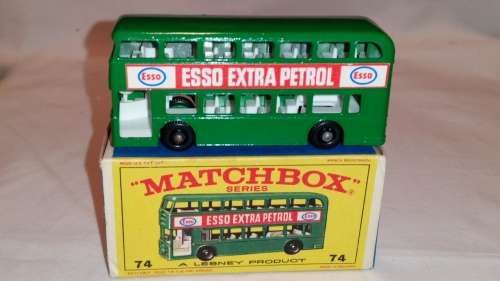 Esso ESSO EXTRA PETROL Esso
"MATCHBOX"
SERIES
Esso ESSO EXTRA PETROL Esso
74 A LESNEY PRODUCT 74